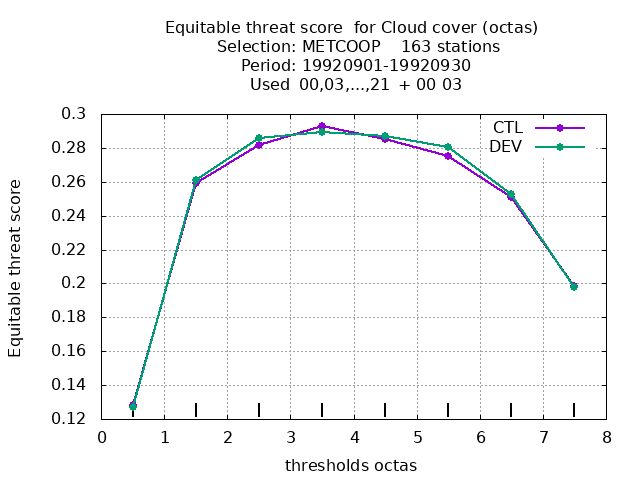 Equitable threat score  for Cloud cover (octas)
Selection: METCOOP    163 stations
Period: 19920901-19920930
Used  00,03,...,21  + 00 03
CTL
DEV
0.3
0.28
0.26
0.24
0.22
0.2
0.18
0.16
0.14
0.12
Equitable threat score
0 1 2 3 4 5 6 7 8
thresholds octas